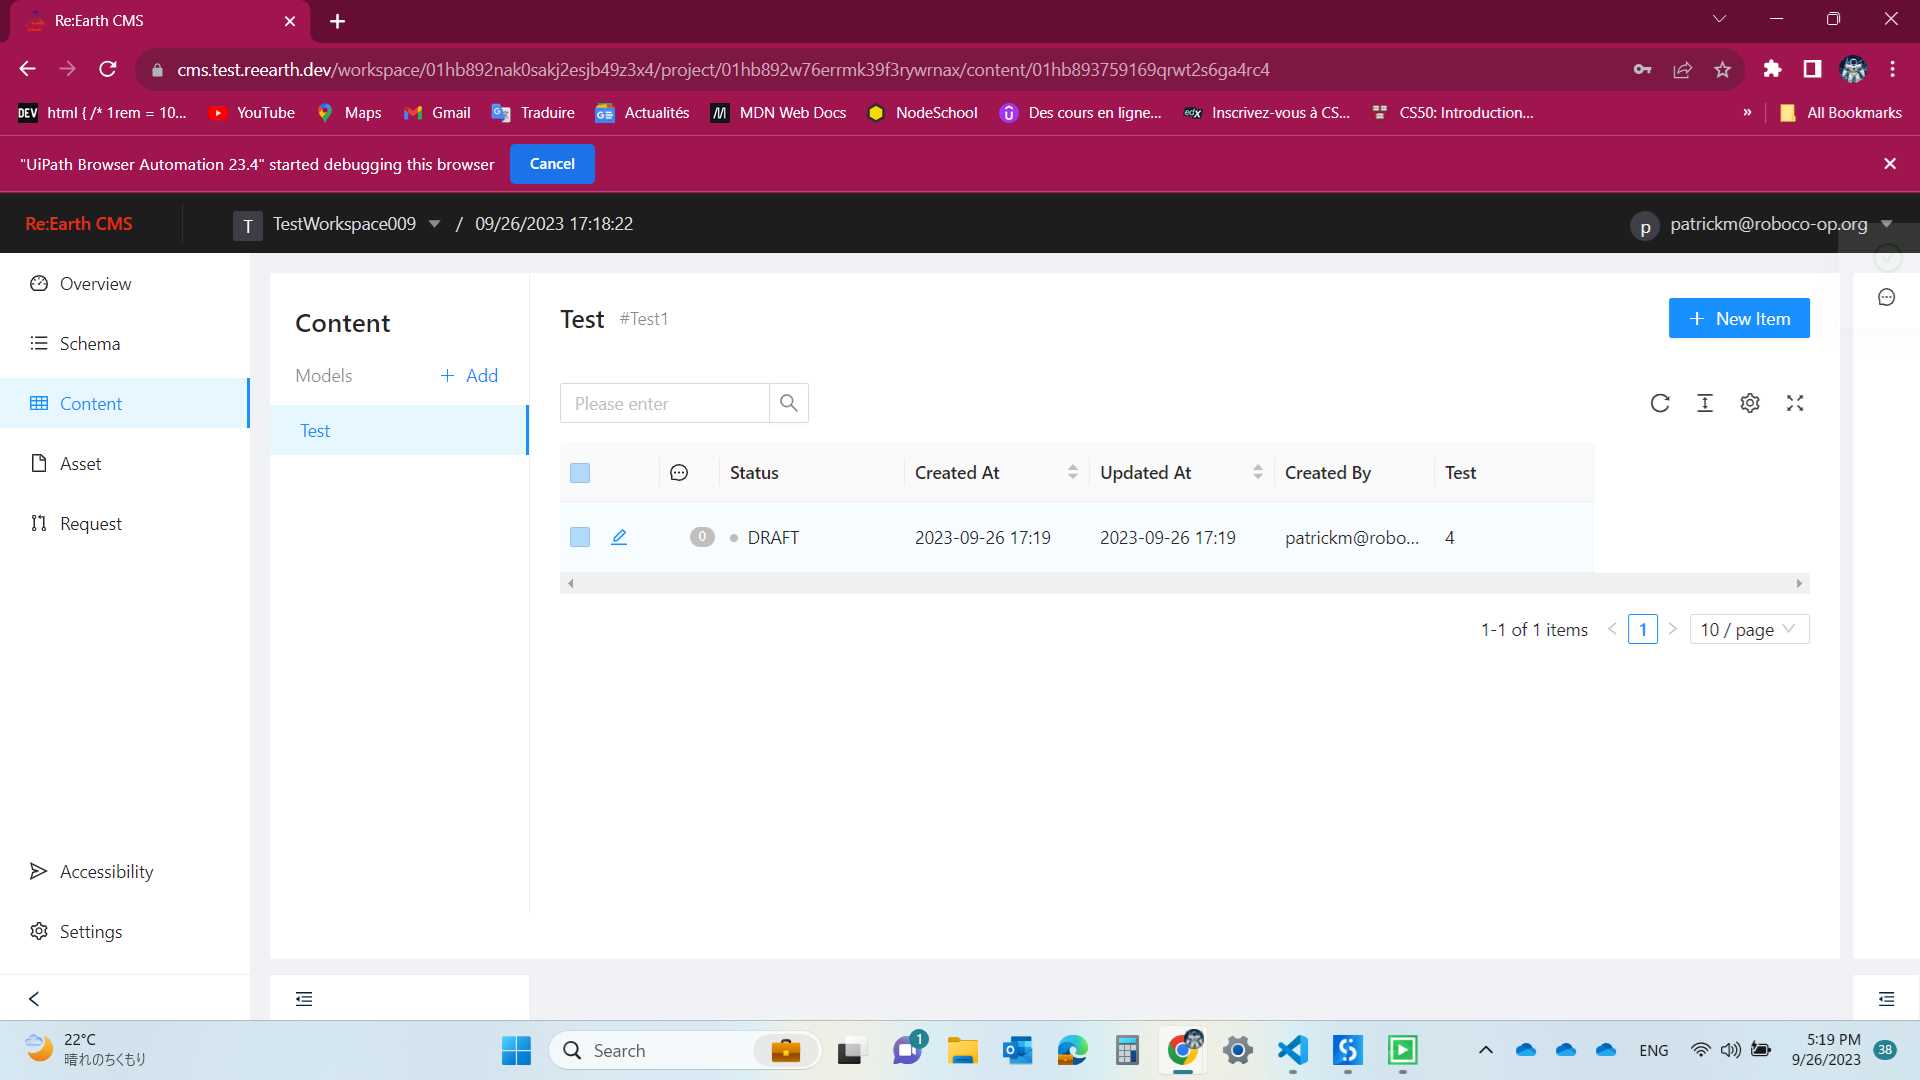 Re:Earth CMS
cms.test.reearth.dev/workspace/01hb892nak0sakj2esjb49z3x4/project/01hb892w76errmk39f3rywrnax/content/01hb893759169qrwt2s6ga4rc4
DEV html { /* 1rem = 10... YouTube Maps Gmail Traduire Actualités MDN Web Docs NodeSchool Des cours en ligne... edX Inscrivez-vous à CS... CS50: Introduction... » All Bookmarks
"UiPath Browser Automation 23.4" started debugging this browser Cancel
Re:Earth CMS T TestWorkspace009 / 09/26/2023 17:18:22 p patrickm@roboco-op.org
Overview
Schema
Content
Asset
Request
Accessibility
Settings
Content
Models + Add
Test
Test #Test1 + New Item
Please enter
Status Created At Updated At Created By Test
0 DRAFT 2023-09-26 17:19 2023-09-26 17:19 patrickm@robo... 4
1-1 of 1 items < 1 > 10 / page
22°C
晴れのちくもり
Search
1
ENG
5:19 PM
9/26/2023
38